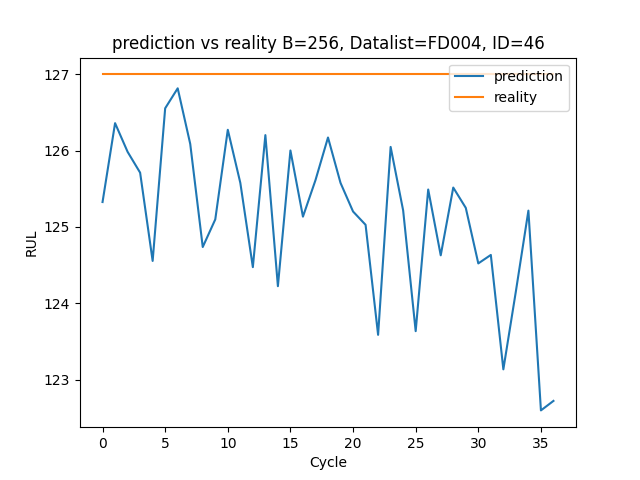 prediction vs reality B=256, Datalist=FD004, ID=46
prediction
reality
127
126
125
124
123
RUL
0 5 10 15 20 25 30 35
Cycle